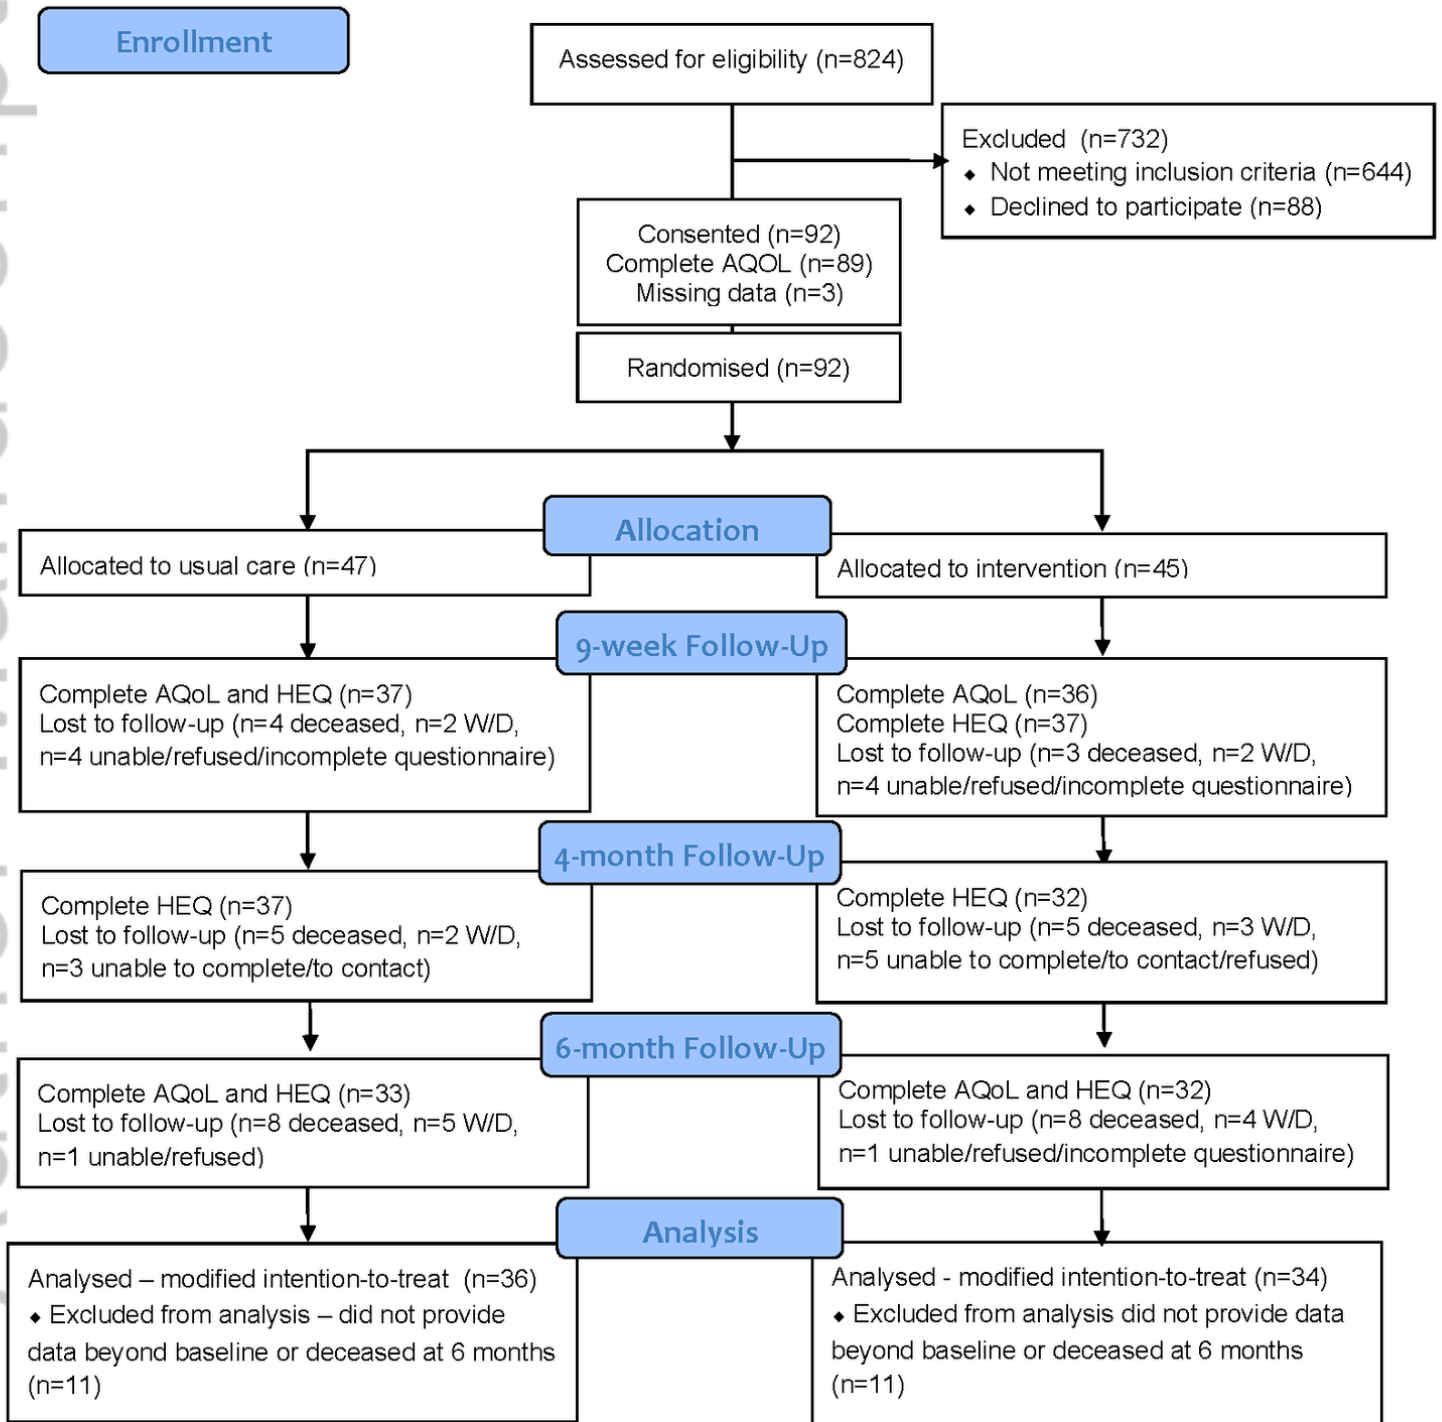 Enrollment
Assessed for eligibility (n=824)
Excluded (n=732)
⬥ Not meeting inclusion criteria (n=644)
⬥ Declined to participate (n=88)
Consented (n=92)
Complete AQOL (n=89)
Missing data (n=3)
Randomised (n=92)
Allocation
Allocated to usual care (n=47)
Allocated to intervention (n=45)
9-week Follow-Up
Complete AQoL and HEQ (n=37)
Lost to follow-up (n=4 deceased, n=2 W/D,
n=4 unable/refused/incomplete questionnaire)
Complete AQoL (n=36)
Complete HEQ (n=37)
Lost to follow-up (n=3 deceased, n=2 W/D,
n=4 unable/refused/incomplete questionnaire)
4-month Follow-Up
Complete HEQ (n=37)
Lost to follow-up (n=5 deceased, n=2 W/D,
n=3 unable to complete/to contact)
Complete HEQ (n=32)
Lost to follow-up (n=5 deceased, n=3 W/D,
n=5 unable to complete/to contact/refused)
6-month Follow-Up
Complete AQoL and HEQ (n=33)
Lost to follow-up (n=8 deceased, n=5 W/D,
n=1 unable/refused)
Complete AQoL and HEQ (n=32)
Lost to follow-up (n=8 deceased, n=4 W/D,
n=1 unable/refused/incomplete questionnaire)
Analysis
Analysed – modified intention-to-treat (n=36)
⬥ Excluded from analysis – did not provide
data beyond baseline or deceased at 6 months
(n=11)
Analysed - modified intention-to-treat (n=34)
⬥ Excluded from analysis did not provide data
beyond baseline or deceased at 6 months
(n=11)